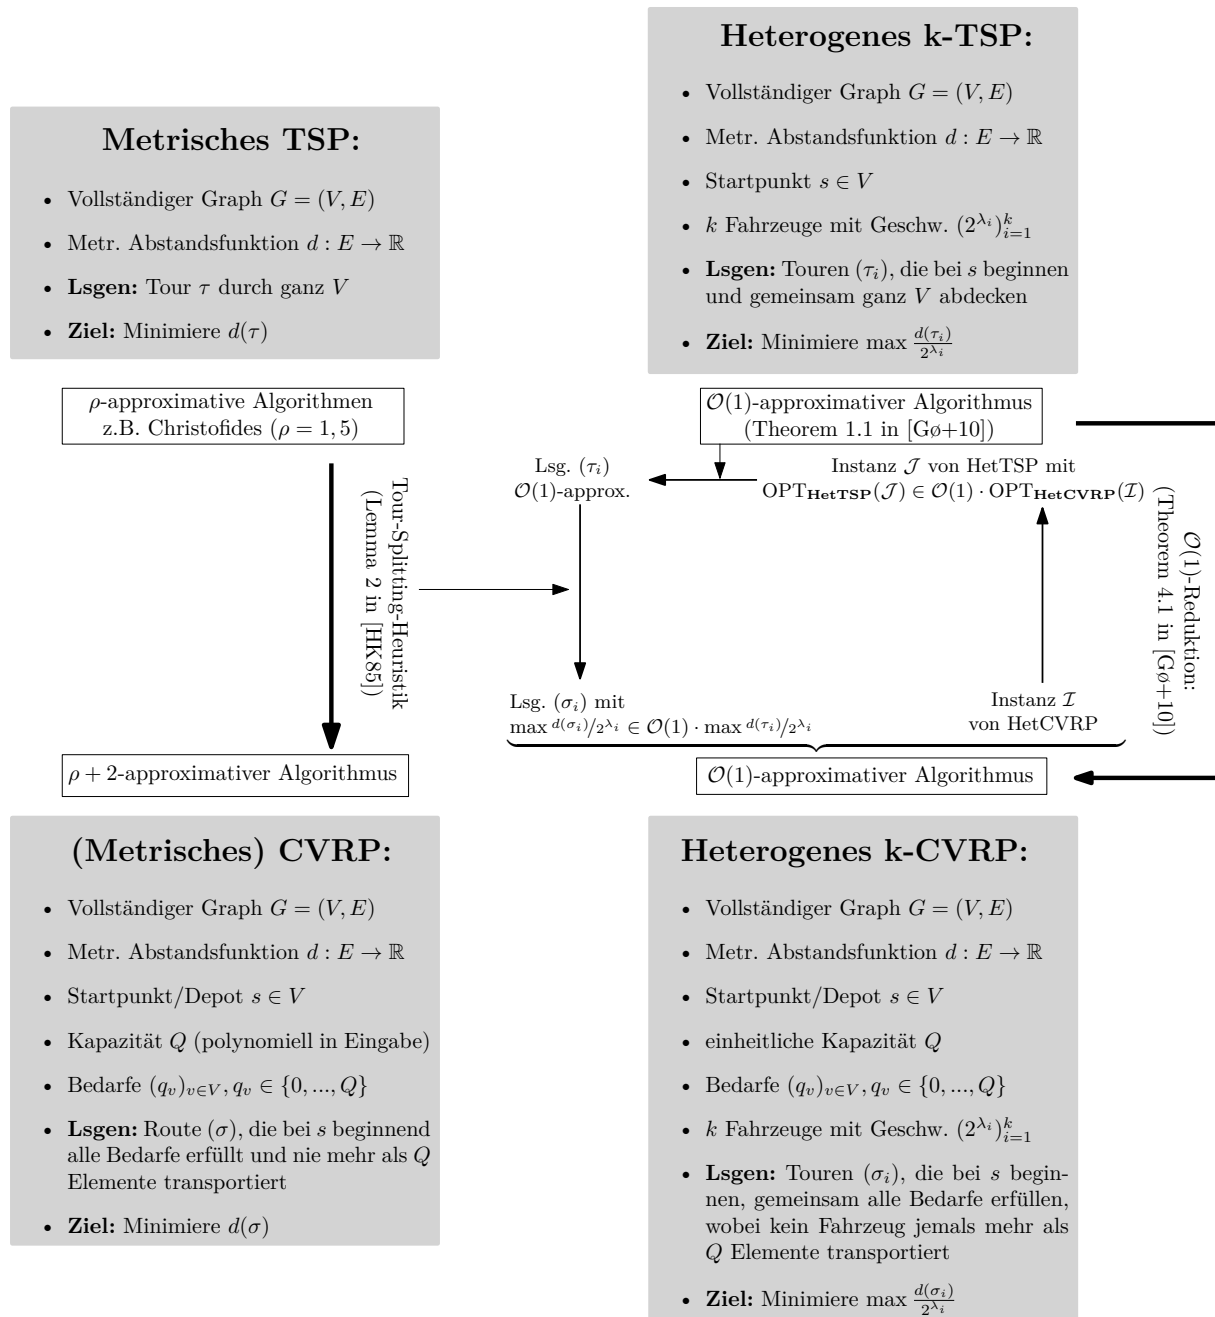 Heterogenes k-TSP:
• Vollständiger Graph G = (V, E)
• Metr. Abstandsfunktion d : E → ℝ
• Startpunkt s ∈ V
• k Fahrzeuge mit Geschw. (2^{λ_i})_{i=1}^k
• Lsgen: Touren (τ_i), die bei s beginnen
und gemeinsam ganz V abdecken
• Ziel: Minimiere max d(τ_i)/2^{λ_i}
Metrisches TSP:
• Vollständiger Graph G = (V, E)
• Metr. Abstandsfunktion d : E → ℝ
• Lsgen: Tour τ durch ganz V
• Ziel: Minimiere d(τ)
ρ-approximative Algorithmen
z.B. Christofides (ρ = 1,5)
O(1)-approximativer Algorithmus
(Theorem 1.1 in [Gø+10])
Lsg. (τ_i)
O(1)-approx.
Instanz J von HetTSP mit
OPT_HetTSP(J) ∈ O(1) · OPT_HetCVRP(I)
Tour-Splitting-Heuristik
(Lemma 2 in [HK85])
O(1)-Reduktion:
(Theorem 4.1 in [Gø+10])
Lsg. (σ_i) mit
max d(σ_i)/2^{λ_i} ∈ O(1) · max d(τ_i)/2^{λ_i}
Instanz I
von HetCVRP
ρ + 2-approximativer Algorithmus
O(1)-approximativer Algorithmus
(Metrisches) CVRP:
• Vollständiger Graph G = (V, E)
• Metr. Abstandsfunktion d : E → ℝ
• Startpunkt/Depot s ∈ V
• Kapazität Q (polynomiell in Eingabe)
• Bedarfe (q_v)_{v∈V}, q_v ∈ {0, ..., Q}
• Lsgen: Route (σ), die bei s beginnend
alle Bedarfe erfüllt und nie mehr als Q
Elemente transportiert
• Ziel: Minimiere d(σ)
Heterogenes k-CVRP:
• Vollständiger Graph G = (V, E)
• Metr. Abstandsfunktion d : E → ℝ
• Startpunkt/Depot s ∈ V
• einheitliche Kapazität Q
• Bedarfe (q_v)_{v∈V}, q_v ∈ {0, ..., Q}
• k Fahrzeuge mit Geschw. (2^{λ_i})_{i=1}^k
• Lsgen: Touren (σ_i), die bei s begin-
nen, gemeinsam alle Bedarfe erfüllen,
wobei kein Fahrzeug jemals mehr als
Q Elemente transportiert
• Ziel: Minimiere max d(σ_i)/2^{λ_i}